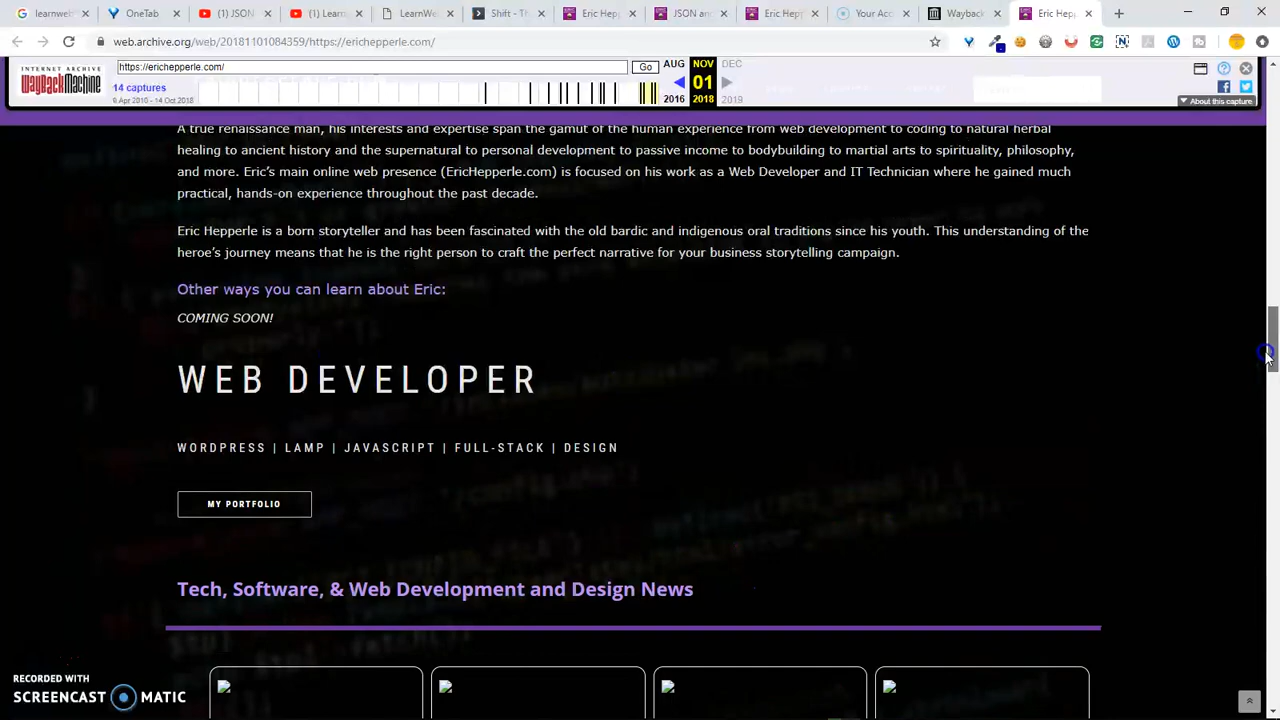 learnweb
OneTab
JSON
Learn
LearnWe
Shift - Th
Eric Hepp
JSON and
Eric Hepp
Your Acc
Wayback
Eric Hepp
web.archive.org/web/20181101084359/https://erichepperle.com/
INTERNET ARCHIVE
WayBackMachine
https://erichepperle.com/
Go
AUG NOV DEC
14 captures
01
6 Apr 2010 - 14 Oct 2018
2016 2018 2019
About this capture
A true renaissance man, his interests and expertise span the gamut of the human experience from web development to coding to natural herbal
healing to ancient history and the supernatural to personal development to passive income to bodybuilding to martial arts to spirituality, philosophy,
and more. Eric’s main online web presence (EricHepperle.com) is focused on his work as a Web Developer and IT Technician where he gained much
practical, hands-on experience throughout the past decade.
Eric Hepperle is a born storyteller and has been fascinated with the old bardic and indigenous oral traditions since his youth. This understanding of the
heroe’s journey means that he is the right person to craft the perfect narrative for your business storytelling campaign.
Other ways you can learn about Eric:
COMING SOON!
WEB DEVELOPER
WORDPRESS | LAMP | JAVASCRIPT | FULL-STACK | DESIGN
MY PORTFOLIO
Tech, Software, & Web Development and Design News
RECORDED WITH
SCREENCAST MATIC